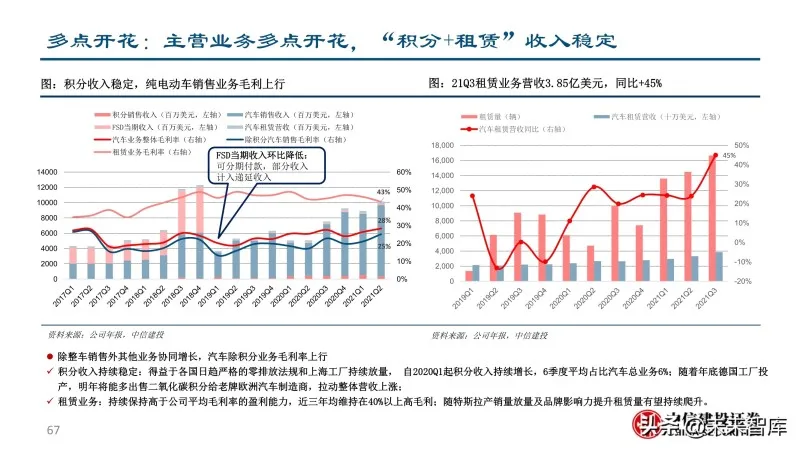 多点开花：主营业务多点开花，“积分+租赁”收入稳定
图：积分收入稳定，纯电动车销售业务毛利上行
图：21Q3租赁业务营收3.85亿美元，同比+45%
积分销售收入（百万美元，左轴）
汽车销售收入（百万美元，左轴）
FSD当期收入（百万美元，左轴）
汽车租赁营收（百万美元，左轴）
汽车业务整体毛利率（右轴）
除积分汽车销售毛利率（右轴）
租赁业务毛利率（右轴）
FSD当期收入环比降低：
可分期付款，部分收入
计入递延收入
14000
12000
10000
8000
6000
4000
2000
0
60%
50%
40%
30%
20%
10%
0%
43%
28%
25%
2017Q1
2017Q2
2017Q3
2017Q4
2018Q1
2018Q2
2018Q3
2018Q4
2019Q1
2019Q2
2019Q3
2019Q4
2020Q1
2020Q2
2020Q3
2020Q4
2021Q1
2021Q2
租赁量（辆）
汽车租赁营收（十万美元，左轴）
汽车租赁营收同比（右轴）
18,000
16,000
14,000
12,000
10,000
8,000
6,000
4,000
2,000
0
50%
40%
30%
20%
10%
0%
-10%
-20%
45%
2019Q1
2019Q2
2019Q3
2019Q4
2020Q1
2020Q2
2020Q3
2020Q4
2021Q1
2021Q2
2021Q3
资料来源：公司年报，中信建投
资料来源：公司年报，中信建投
● 除整车销售外其他业务协同增长，汽车除积分业务毛利率上行
✓ 积分收入持续稳定：得益于各国日趋严格的零排放法规和上海工厂持续放量， 自2020Q1起积分收入持续增长，6季度平均占比汽车总业务6%；随着年底德国工厂投
产，明年将能多出售二氧化碳积分给老牌欧洲汽车制造商，拉动整体营收上涨；
✓ 租赁业务：持续保持高于公司平均毛利率的盈利能力，近三年均维持在40%以上高毛利；随特斯拉产销量放量及品牌影响力提升租赁量有望持续爬升。
67
中信建投证券
头条@未来智库